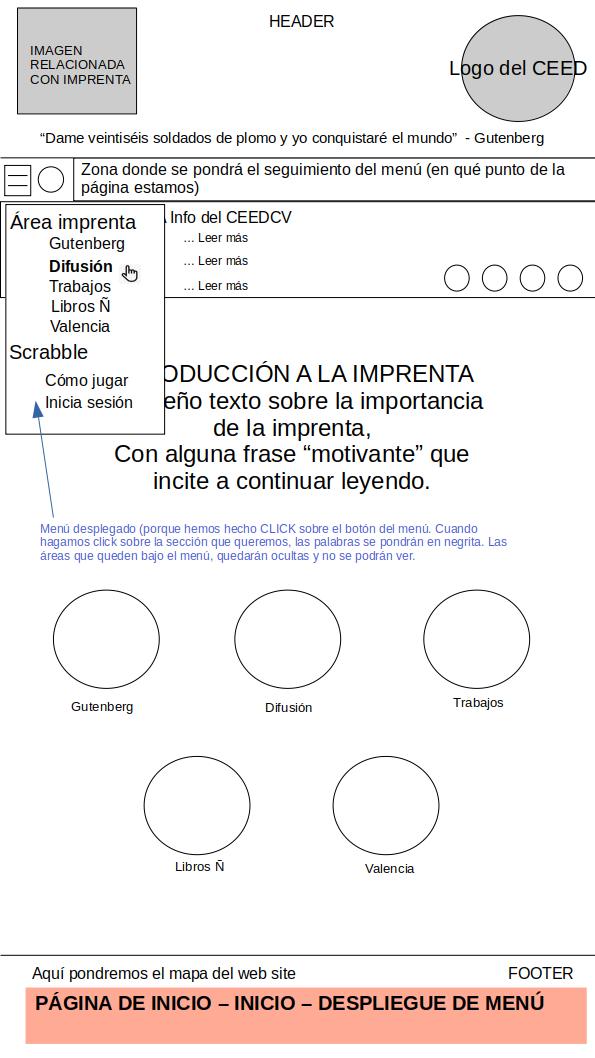 HEADER
IMAGEN
RELACIONADA
CON IMPRENTA
Logo del CEED
“Dame veintiséis soldados de plomo y yo conquistaré el mundo” - Gutenberg
Zona donde se pondrá el seguimiento del menú (en qué punto de la
página estamos)
Info del CEEDCV
... Leer más
... Leer más
... Leer más
Área imprenta
Gutenberg
Difusión
Trabajos
Libros Ñ
Valencia
Scrabble
Cómo jugar
Inicia sesión
ODUCCIÓN A LA IMPRENTA
eño texto sobre la importancia
de la imprenta,
Con alguna frase “motivante” que
incite a continuar leyendo.
Menú desplegado (porque hemos hecho CLICK sobre el botón del menú. Cuando
hagamos click sobre la sección que queremos, las palabras se pondrán en negrita. Las
áreas que queden bajo el menú, quedarán ocultas y no se podrán ver.
Gutenberg
Difusión
Trabajos
Libros Ñ
Valencia
Aquí pondremos el mapa del web site
FOOTER
PÁGINA DE INICIO – INICIO – DESPLIEGUE DE MENÚ